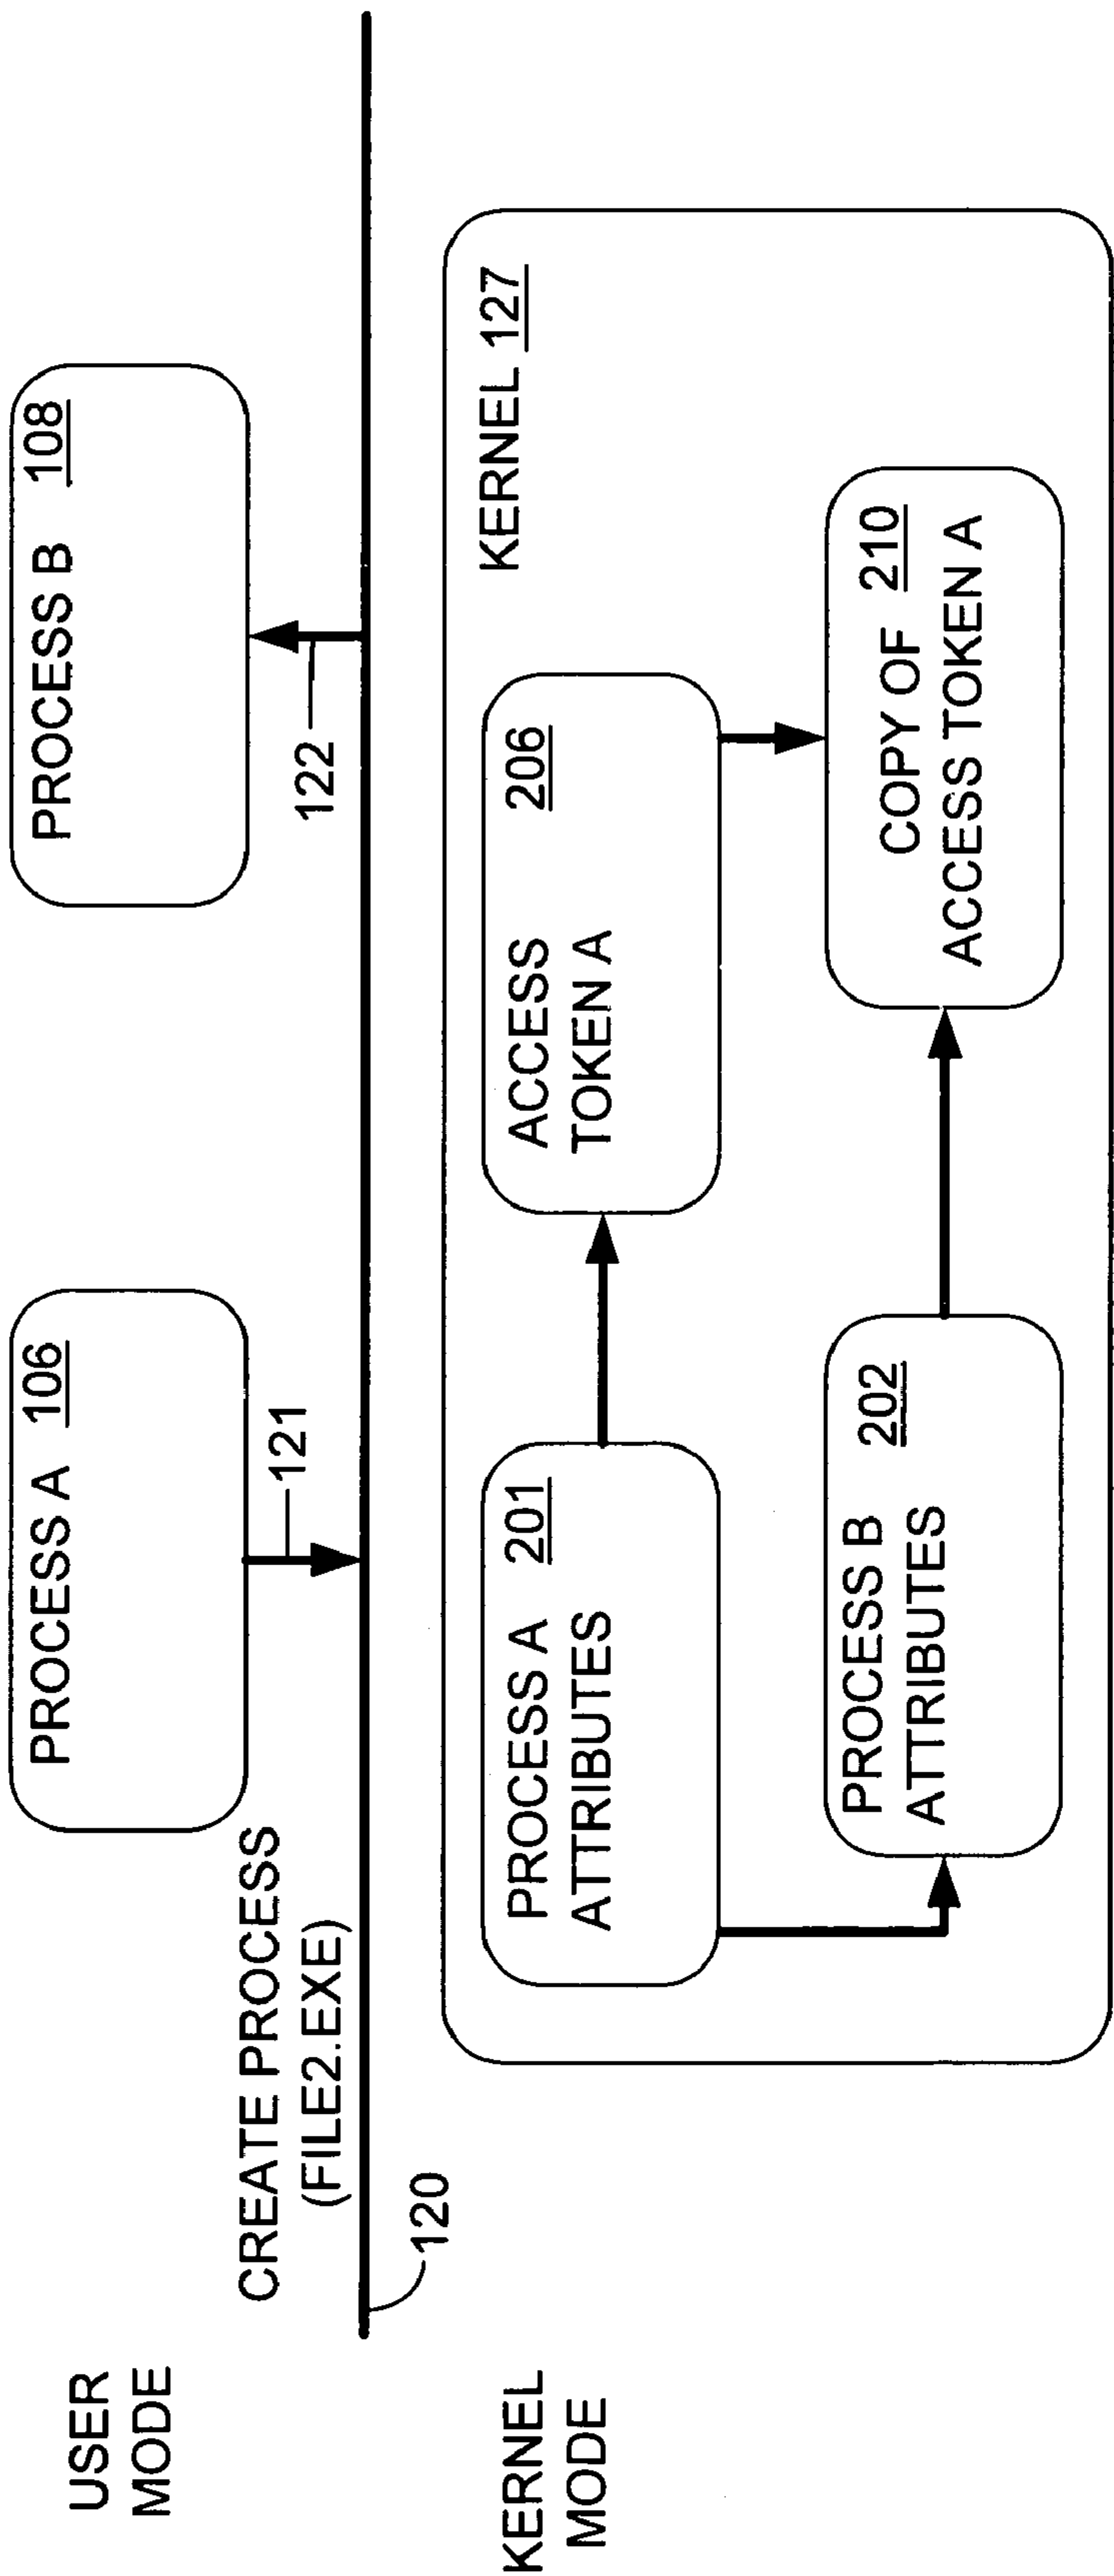 USER
MODE
PROCESS A 106
PROCESS B 108
CREATE PROCESS
(FILE2.EXE)
121
122
120
KERNEL
MODE
KERNEL 127
PROCESS A 201
ATTRIBUTES
ACCESS 206
TOKEN A
PROCESS B 202
ATTRIBUTES
COPY OF 210
ACCESS TOKEN A